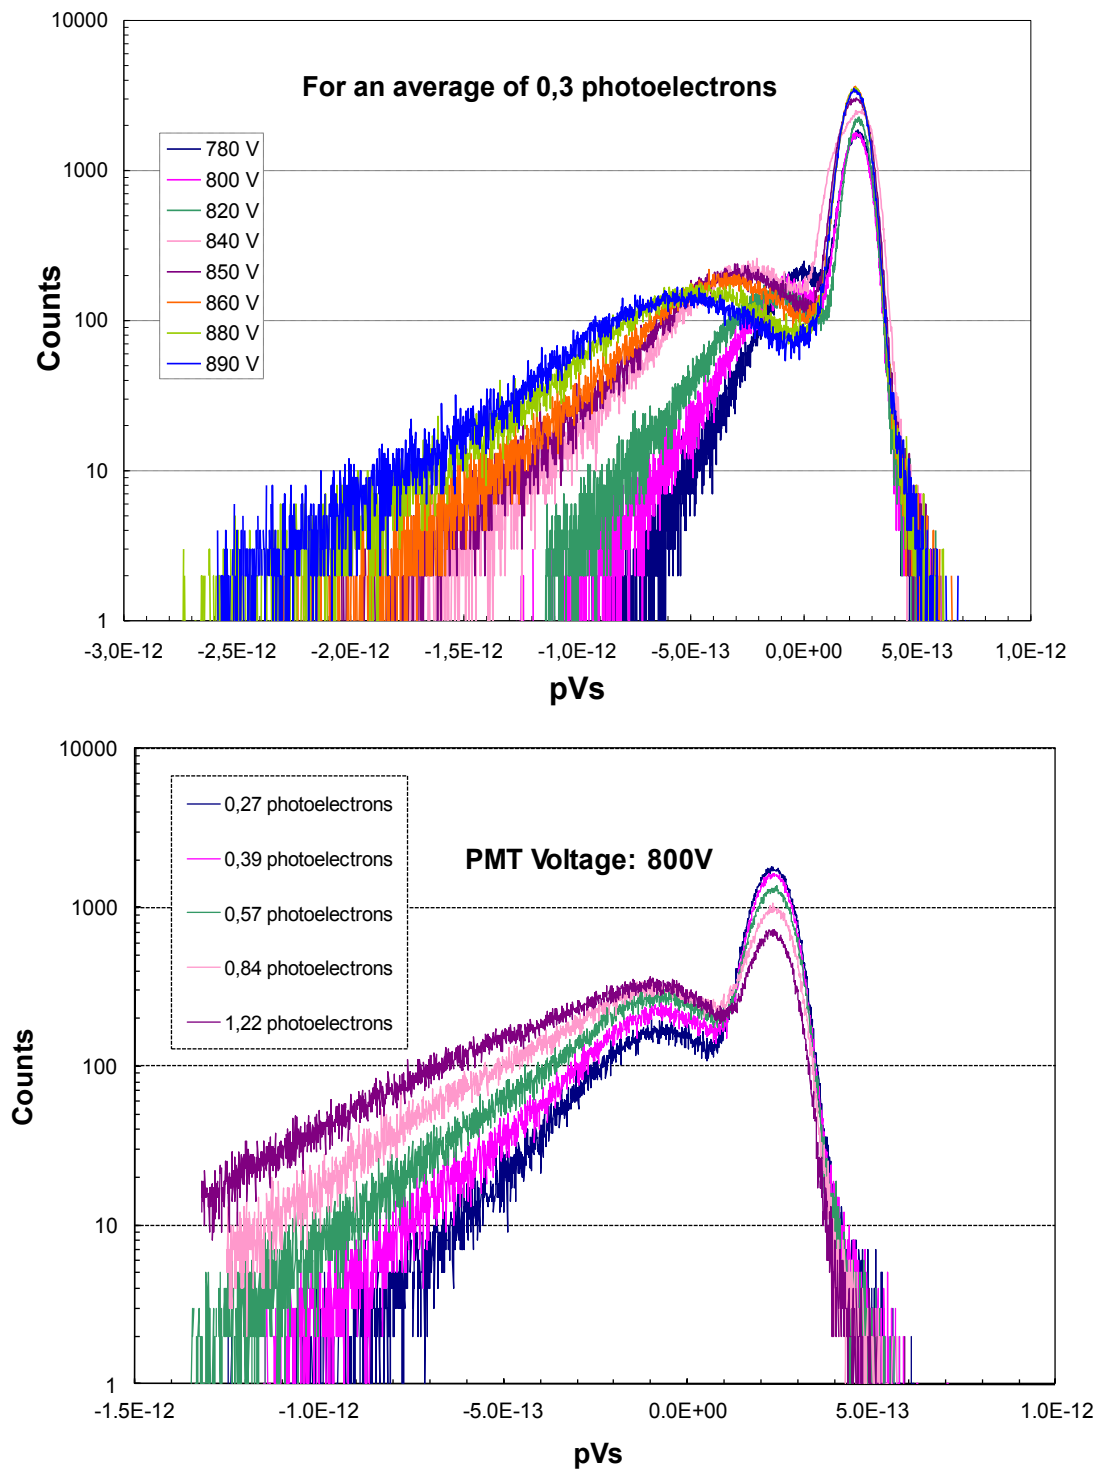 10000
For an average of 0,3 photoelectrons
780 V
800 V
820 V
840 V
850 V
860 V
880 V
890 V
1000
100
10
1
Counts
-3,0E-12 -2,5E-12 -2,0E-12 -1,5E-12 -1,0E-12 -5,0E-13 0,0E+00 5,0E-13 1,0E-12
pVs
10000
0,27 photoelectrons
0,39 photoelectrons
0,57 photoelectrons
0,84 photoelectrons
1,22 photoelectrons
PMT Voltage: 800V
1000
100
10
1
Counts
-1.5E-12 -1.0E-12 -5.0E-13 0.0E+00 5.0E-13 1.0E-12
pVs